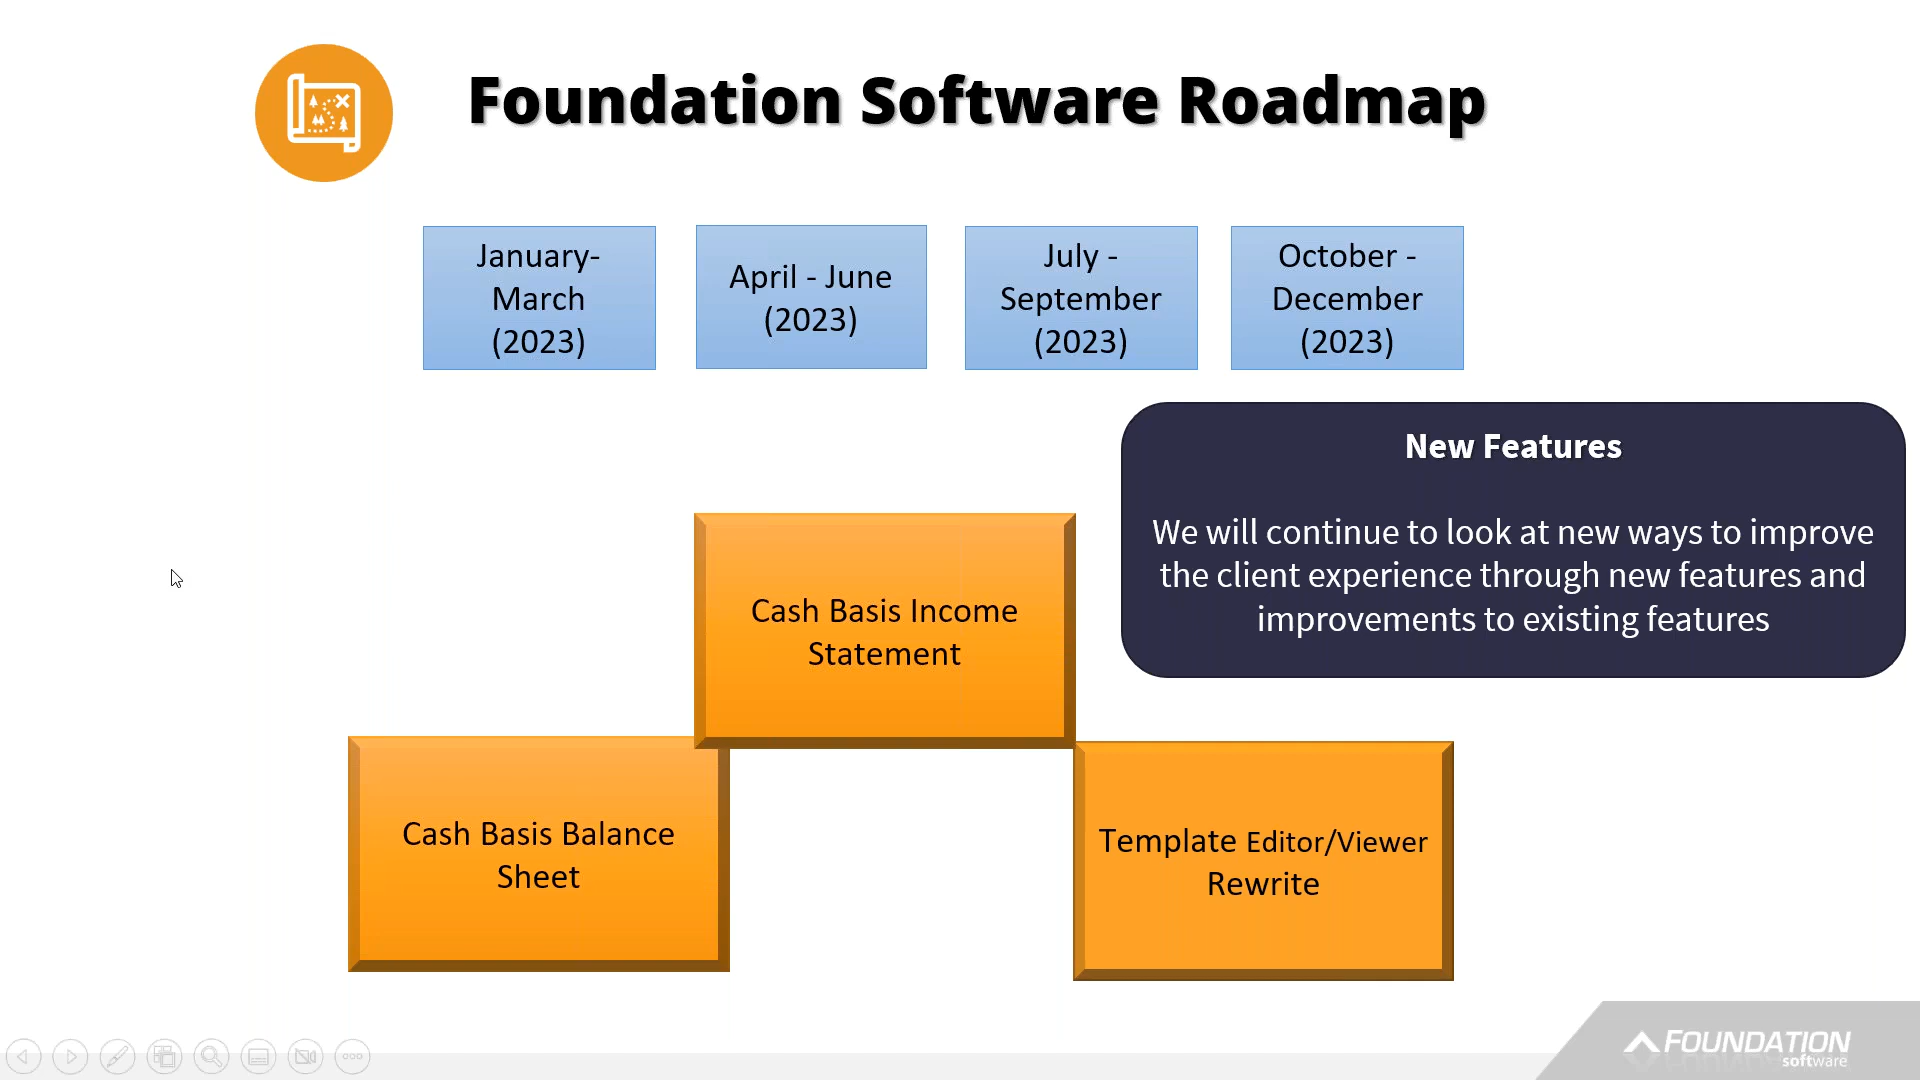 Foundation Software Roadmap
January-
March
(2023)
April - June
(2023)
July -
September
(2023)
October -
December
(2023)
New Features
We will continue to look at new ways to improve
the client experience through new features and
improvements to existing features
Cash Basis Income
Statement
Cash Basis Balance
Sheet
Template Editor/Viewer
Rewrite
FOUNDATION
software